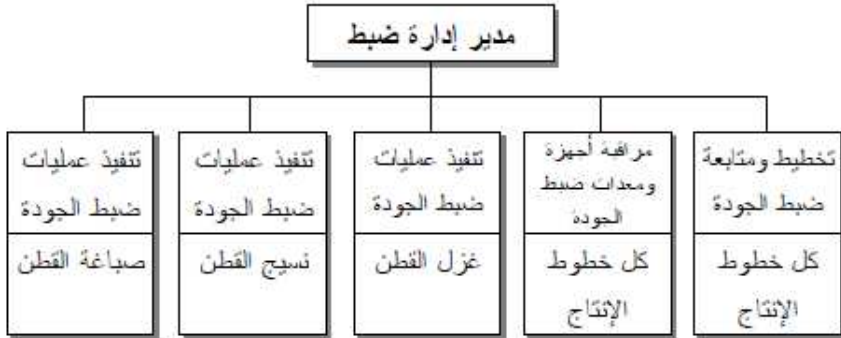 مدير إدارة ضبط
تخطيط ومتابعة
ضبط الجودة
كل خطوط
الإنتاج
مراقبة أجهزة
ومعدات ضبط
الجودة
كل خطوط
الإنتاج
تنفيذ عمليات
ضبط الجودة
غزل القطن
تنفيذ عمليات
ضبط الجودة
نسيج القطن
تنفيذ عمليات
ضبط الجودة
صباغة القطن